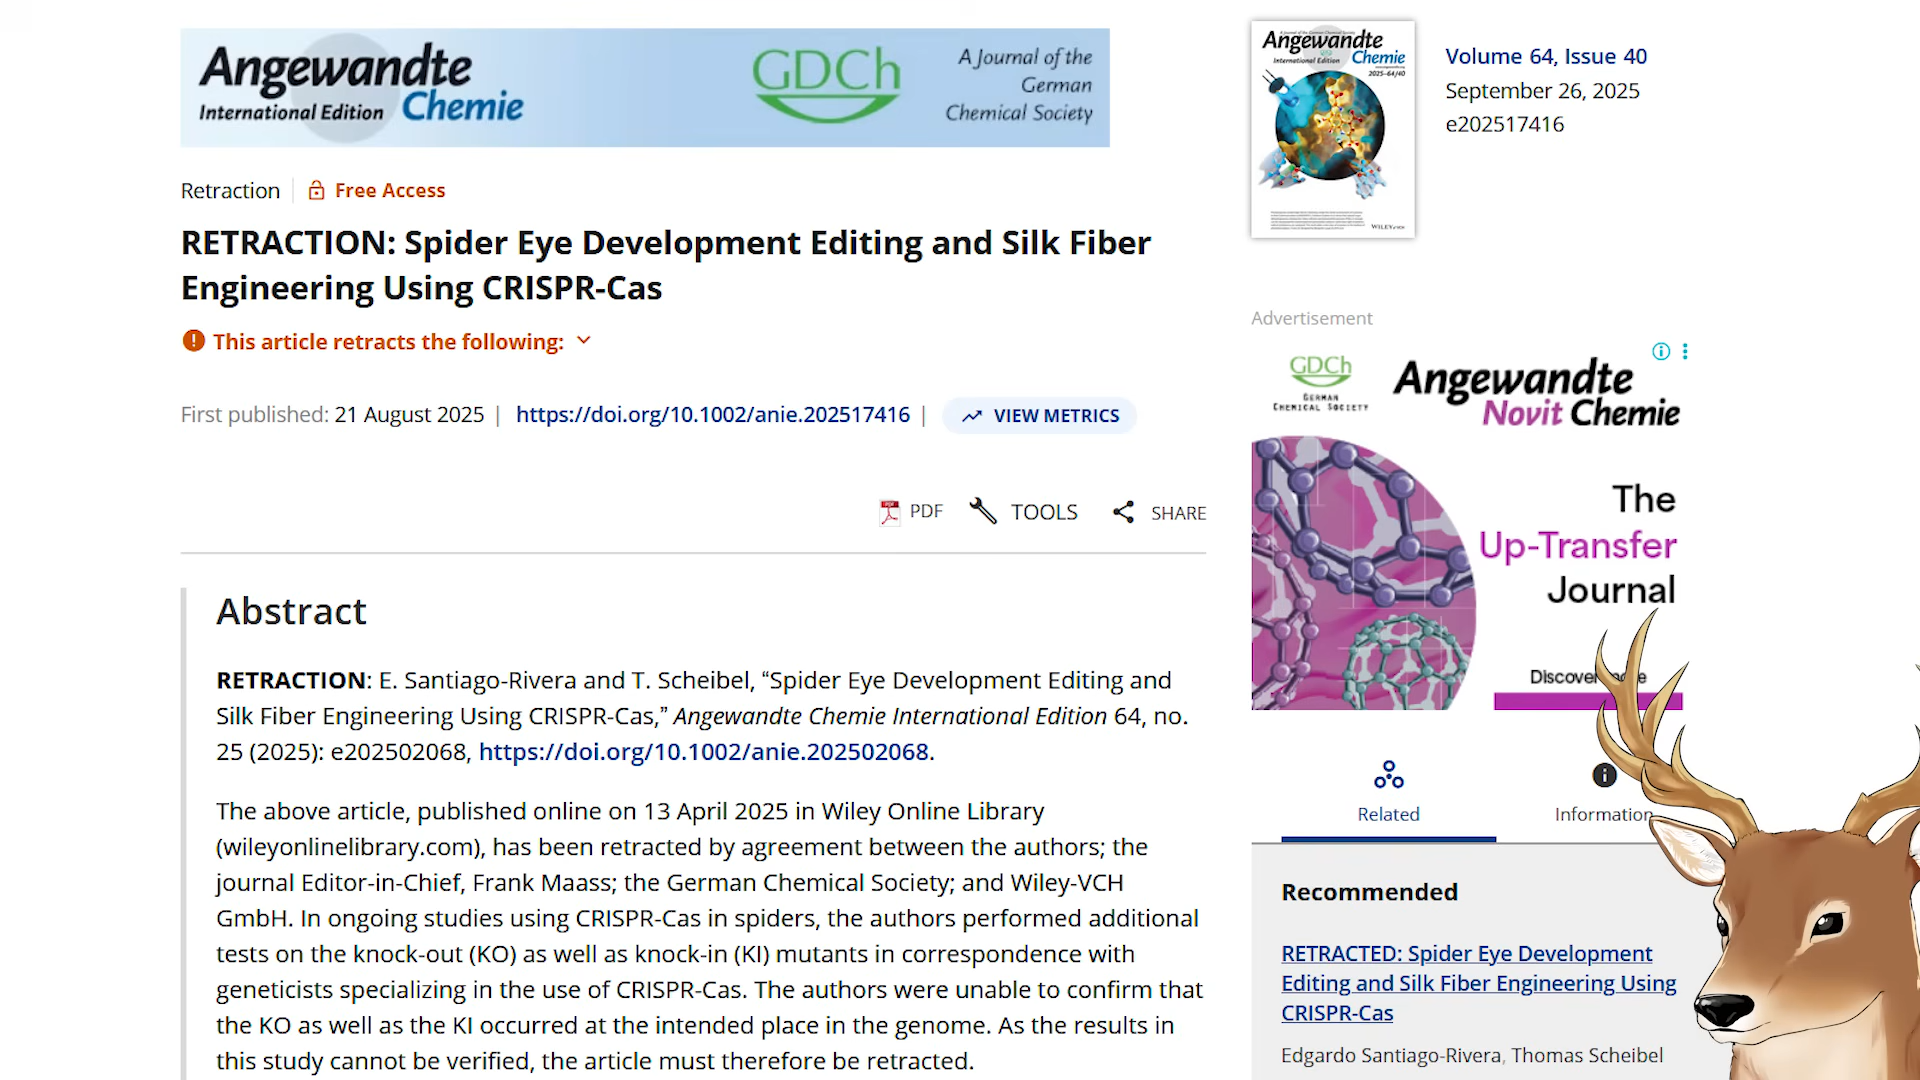 Angewandte
International Edition Chemie
GDCh
A Journal of the
German
Chemical Society
Retraction
Free Access
RETRACTION: Spider Eye Development Editing and Silk Fiber
Engineering Using CRISPR-Cas
This article retracts the following:
First published: 21 August 2025 | https://doi.org/10.1002/anie.202517416 | VIEW METRICS
PDF TOOLS SHARE
Abstract
RETRACTION: E. Santiago-Rivera and T. Scheibel, “Spider Eye Development Editing and
Silk Fiber Engineering Using CRISPR-Cas,” Angewandte Chemie International Edition 64, no.
25 (2025): e202502068, https://doi.org/10.1002/anie.202502068.
The above article, published online on 13 April 2025 in Wiley Online Library
(wileyonlinelibrary.com), has been retracted by agreement between the authors; the
journal Editor-in-Chief, Frank Maass; the German Chemical Society; and Wiley-VCH
GmbH. In ongoing studies using CRISPR-Cas in spiders, the authors performed additional
tests on the knock-out (KO) as well as knock-in (KI) mutants in correspondence with
geneticists specializing in the use of CRISPR-Cas. The authors were unable to confirm that
the KO as well as the KI occurred at the intended place in the genome. As the results in
this study cannot be verified, the article must therefore be retracted.
Angewandte
International Edition Chemie
2025-64/40
WILEY-VCH
Volume 64, Issue 40
September 26, 2025
e202517416
Advertisement
GDCh
GERMAN
CHEMICAL SOCIETY
Angewandte
Novit Chemie
The
Up-Transfer
Journal
Related
Information
Recommended
RETRACTED: Spider Eye Development
Editing and Silk Fiber Engineering Using
CRISPR-Cas
Edgardo Santiago-Rivera, Thomas Scheibel